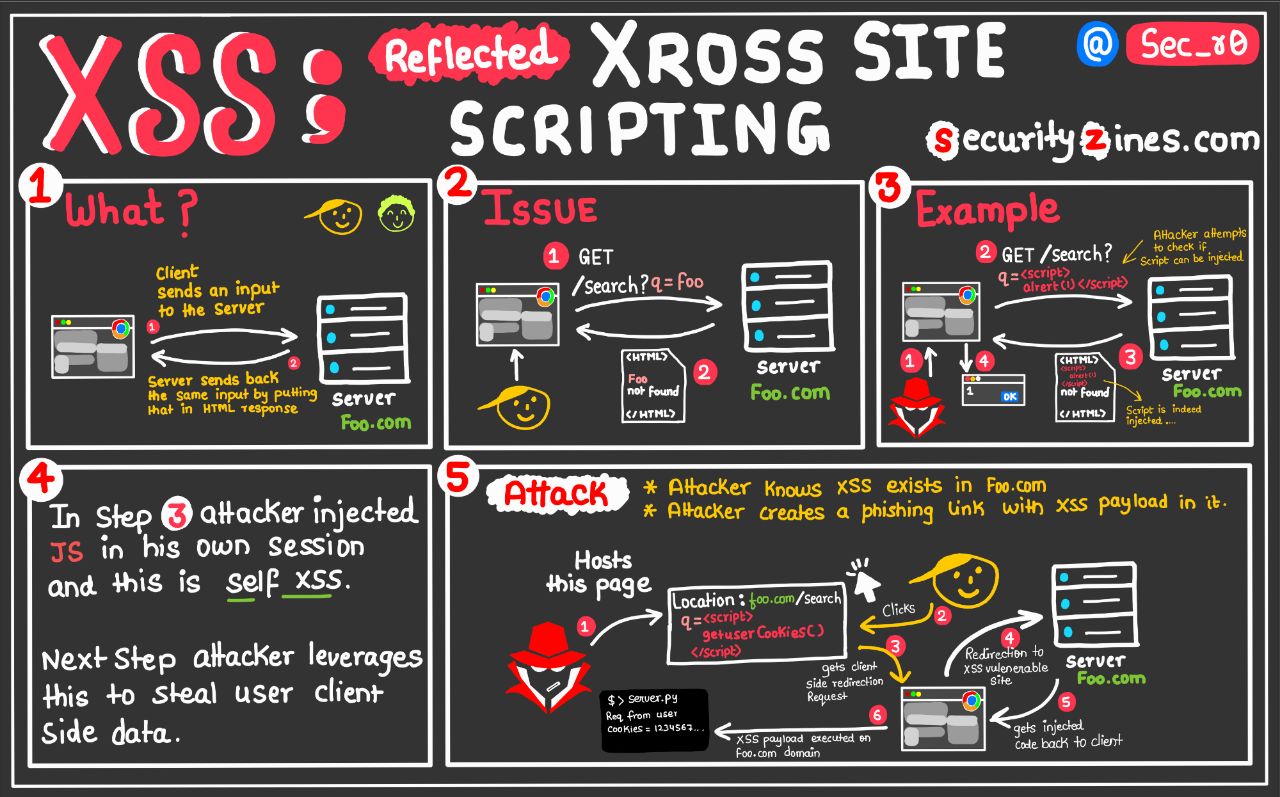 XSS; Reflected XROSS SITE
SCRIPTING
@ Sec_r0
SecurityZines.com
1
What?
Client
sends an input
to the server
1
2
Server sends back
the same input by putting
that in HTML response
server
Foo.com
2
ISSUE
1 GET
/search? q=Foo
<HTML>
Foo
not found
</HTML>
2
server
Foo.com
3
Example
Attacker attempts
to check if
Script can be injected
2 GET /search?
q=<script>
alrert(1)</script>
1
4
1
OK
<HTML>
<script>
alrert(1)
</script>
not found
</HTML>
3
server
Foo.com
Script is indeed
injected....
4
In Step 3 attacker injected
JS in his own session
and this is self XSS.
Next Step attacker leverages
this to steal user client
Side data.
5
Attack
* Attacker knows XSS exists in Foo.com
* Attacker creates a phishing link with XSS payload in it.
Hosts
this page
1
Location: foo.com/search
q=<script>
getuserCookies()
</script>
Clicks
2
3
gets client
side redirection
Request
4
Redirection to
XSS vulnerable
site
server
Foo.com
5
gets injected
code back to client
6
XSS payload executed on
Foo.com domain
$ > server.py
Req from user
cookies = 1234567...